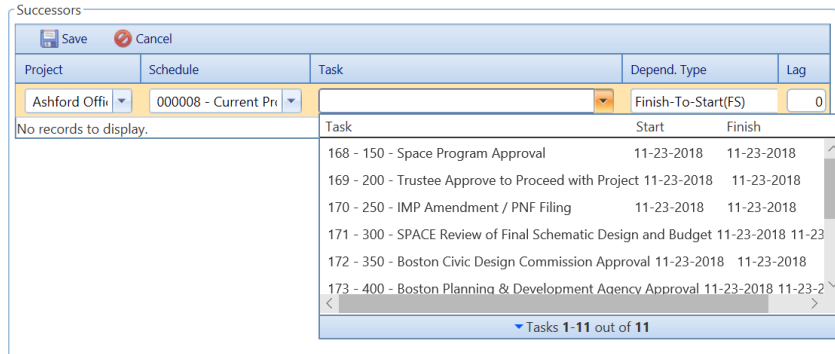 Successors
Save Cancel
Project Schedule Task Depend. Type Lag
Ashford Offi 000008 - Current Pr Finish-To-Start(FS) 0
No records to display.
Task Start Finish
168 - 150 - Space Program Approval 11-23-2018 11-23-2018
169 - 200 - Trustee Approve to Proceed with Project 11-23-2018 11-23-2018
170 - 250 - IMP Amendment / PNF Filing 11-23-2018 11-23-2018
171 - 300 - SPACE Review of Final Schematic Design and Budget 11-23-2018 11-23
172 - 350 - Boston Civic Design Commission Approval 11-23-2018 11-23-2018
173 - 400 - Boston Planning & Development Agency Approval 11-23-2018 11-23-2
Tasks 1-11 out of 11